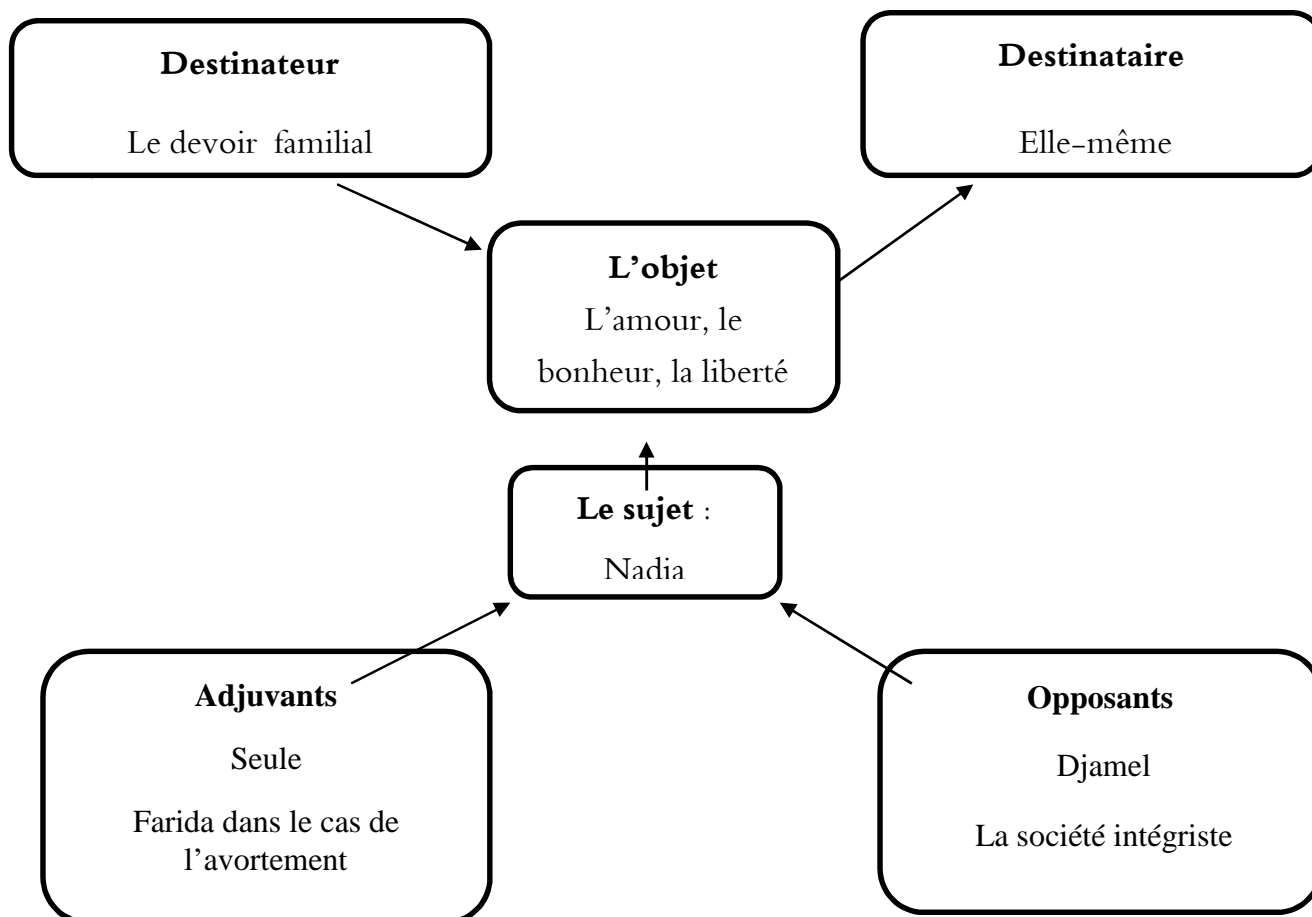 Destinateur
Le devoir familial
Destinataire
Elle-même
L’objet
L’amour, le
bonheur, la liberté
Le sujet :
Nadia
Adjuvants
Seule
Farida dans le cas de
l’avortement
Opposants
Djamel
La société intégriste